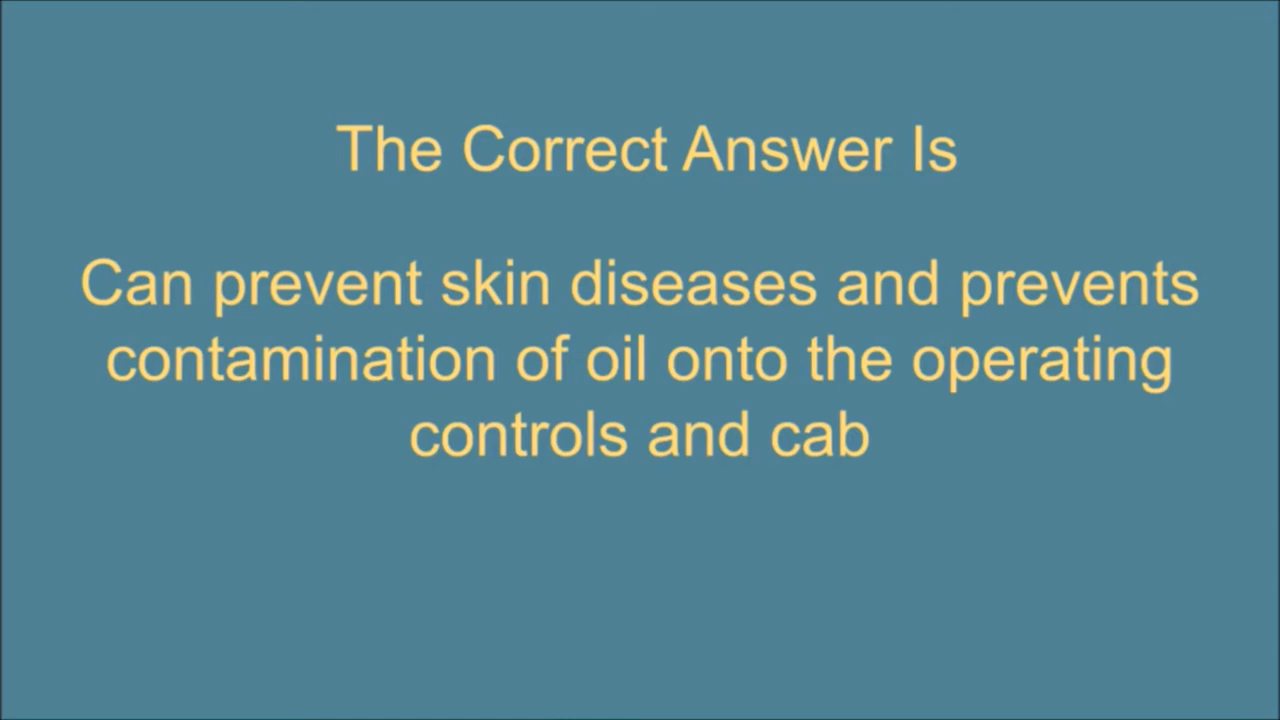 The Correct Answer Is
Can prevent skin diseases and prevents
contamination of oil onto the operating
controls and cab